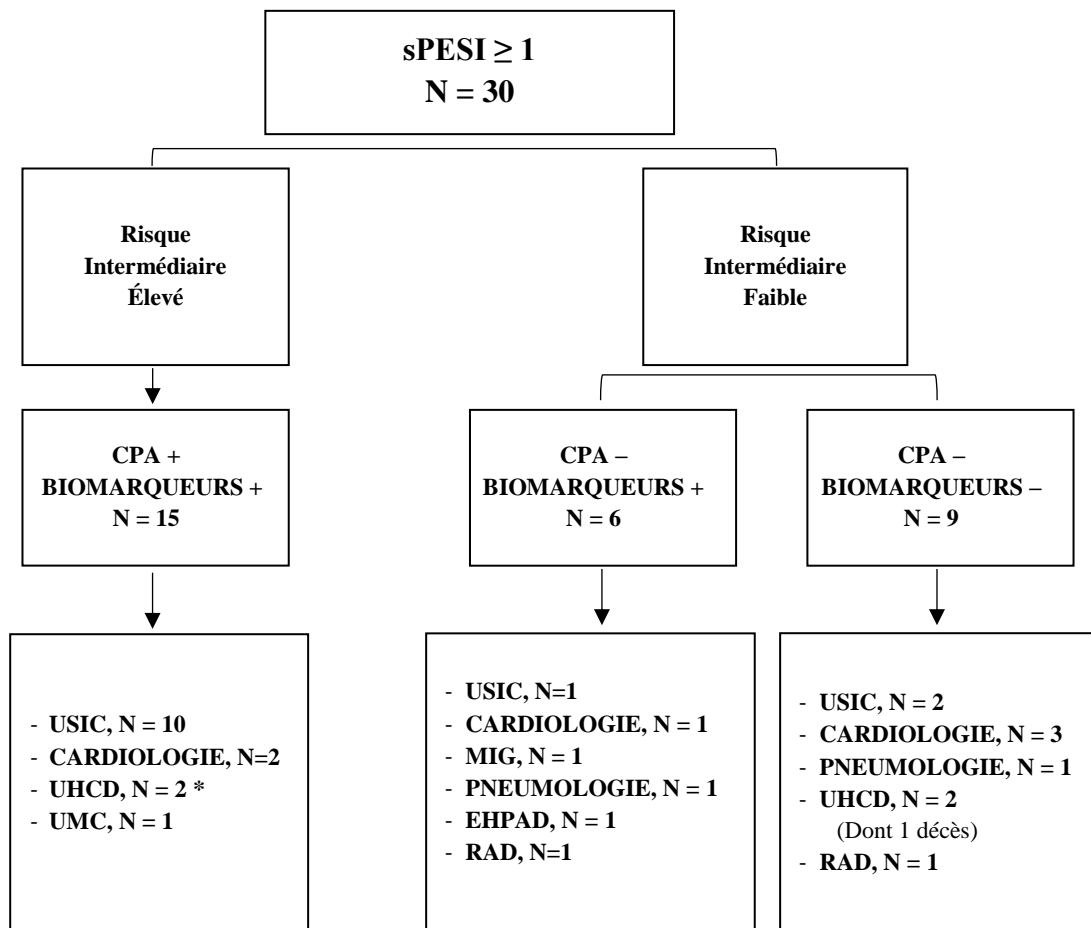 sPESI ≥ 1
N = 30
Risque
Intermédiaire
Élevé
Risque
Intermédiaire
Faible
CPA +
BIOMARQUEURS +
N = 15
CPA –
BIOMARQUEURS +
N = 6
CPA –
BIOMARQUEURS –
N = 9
- USIC, N = 10
- CARDIOLOGIE, N=2
- UHCD, N = 2 *
- UMC, N = 1
- USIC, N=1
- CARDIOLOGIE, N = 1
- MIG, N = 1
- PNEUMOLOGIE, N = 1
- EHPAD, N = 1
- RAD, N=1
- USIC, N = 2
- CARDIOLOGIE, N = 3
- PNEUMOLOGIE, N = 1
- UHCD, N = 2
(Dont 1 décès)
- RAD, N = 1